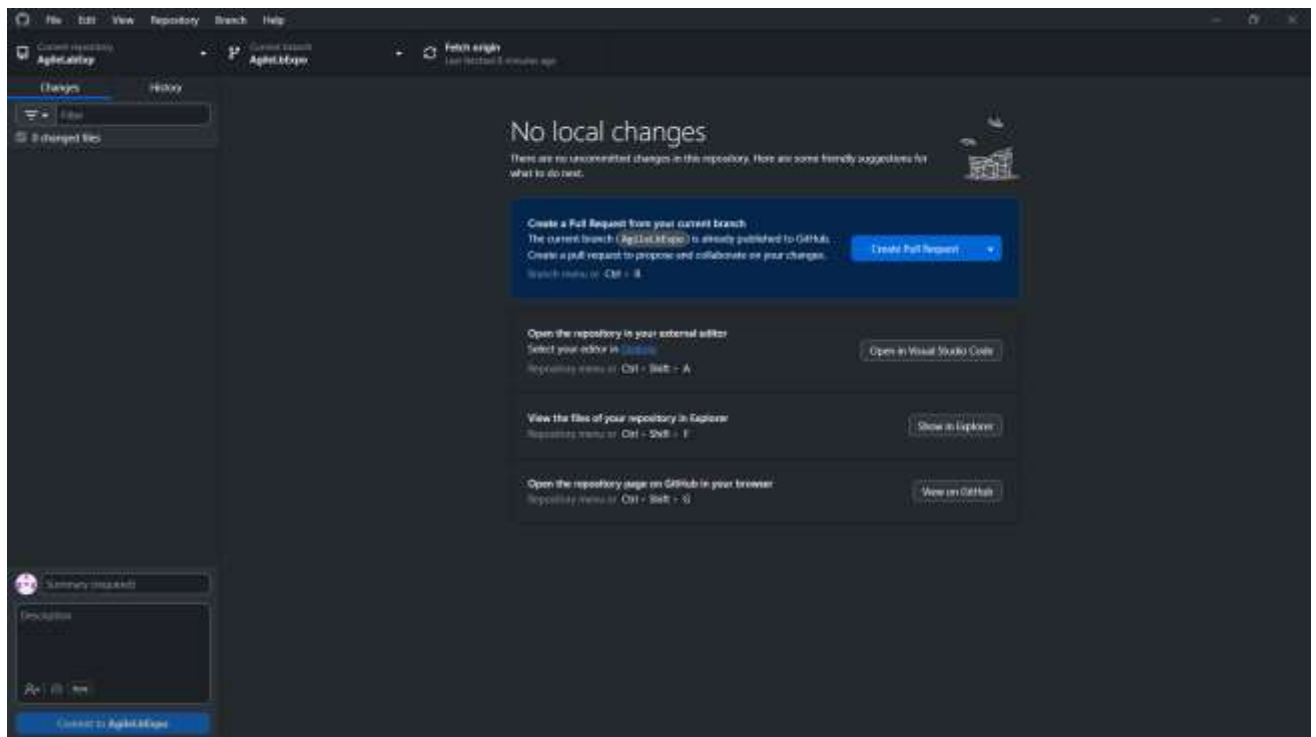 File Edit View Repository Branch Help
Current repository
Current branch
Fetch origin
Last fetched 8 minutes ago
Changes
History
Filter
0 changed files
No local changes
There are no uncommitted changes in this repository. Here are some friendly suggestions for
what to do next.
Create a Pull Request from your current branch
The current branch ( ) is already published to GitHub.
Create a pull request to propose and collaborate on your changes.
Branch menu or Ctrl + R
Create Pull Request
Open the repository in your external editor
Select your editor in Options
Repository menu or Ctrl + Shift + A
Open in Visual Studio Code
View the files of your repository in Explorer
Repository menu or Ctrl + Shift + F
Show in Explorer
Open the repository page on GitHub in your browser
Repository menu or Ctrl + Shift + G
View on GitHub
Summary (required)
Description
Commit to